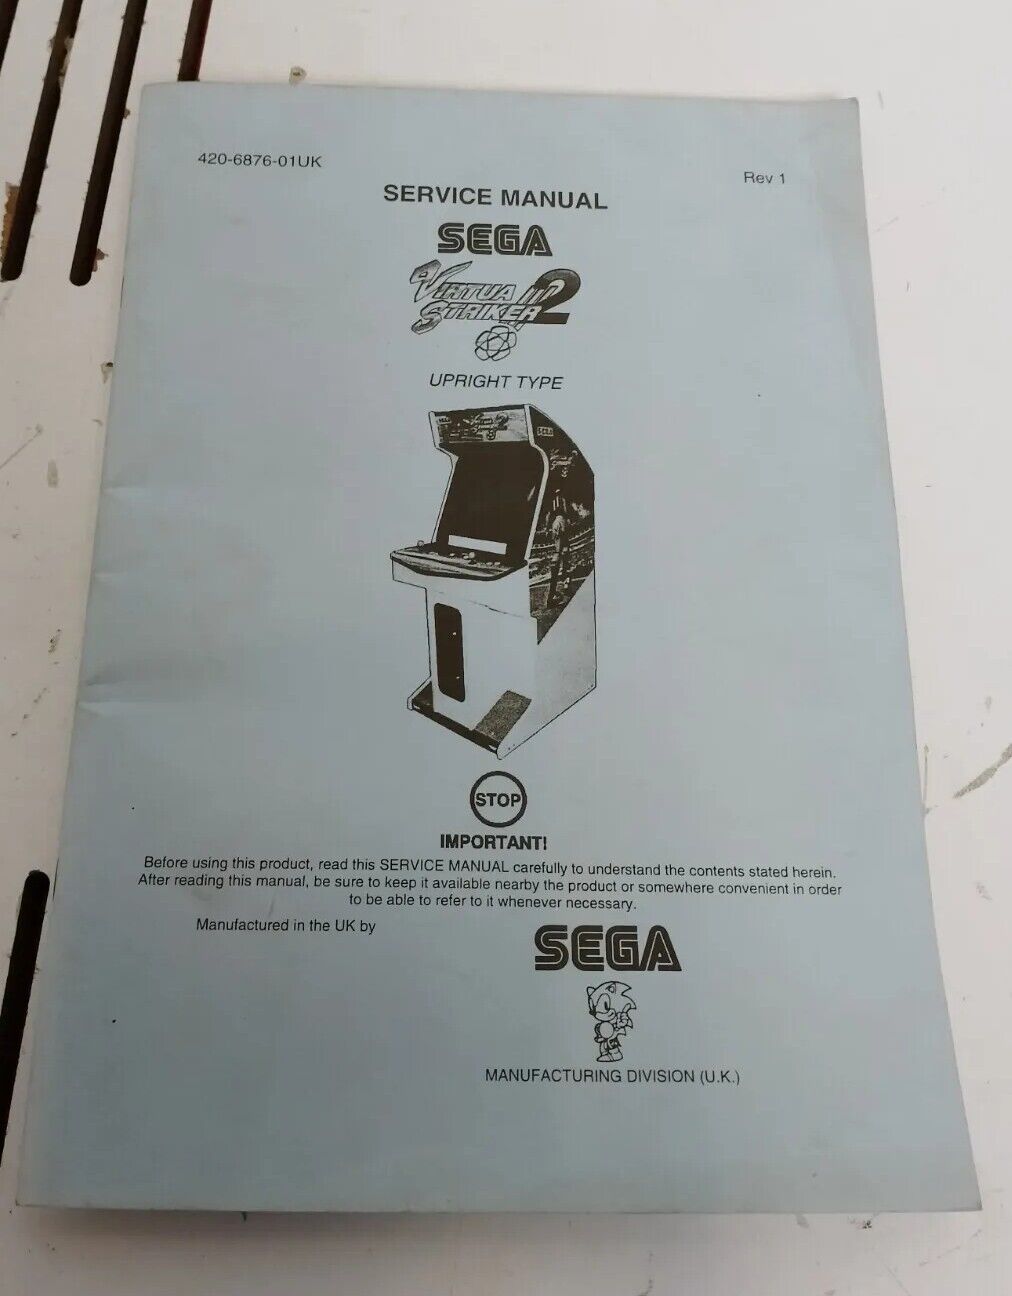 420-6876-01UK
Rev 1
SERVICE MANUAL
SEGA
VIRTUA
STRIKER 2
UPRIGHT TYPE
SEGA
STOP
IMPORTANT!
Before using this product, read this SERVICE MANUAL carefully to understand the contents stated herein.
After reading this manual, be sure to keep it available nearby the product or somewhere convenient in order
to be able to refer to it whenever necessary.
Manufactured in the UK by
SEGA
MANUFACTURING DIVISION (U.K.)